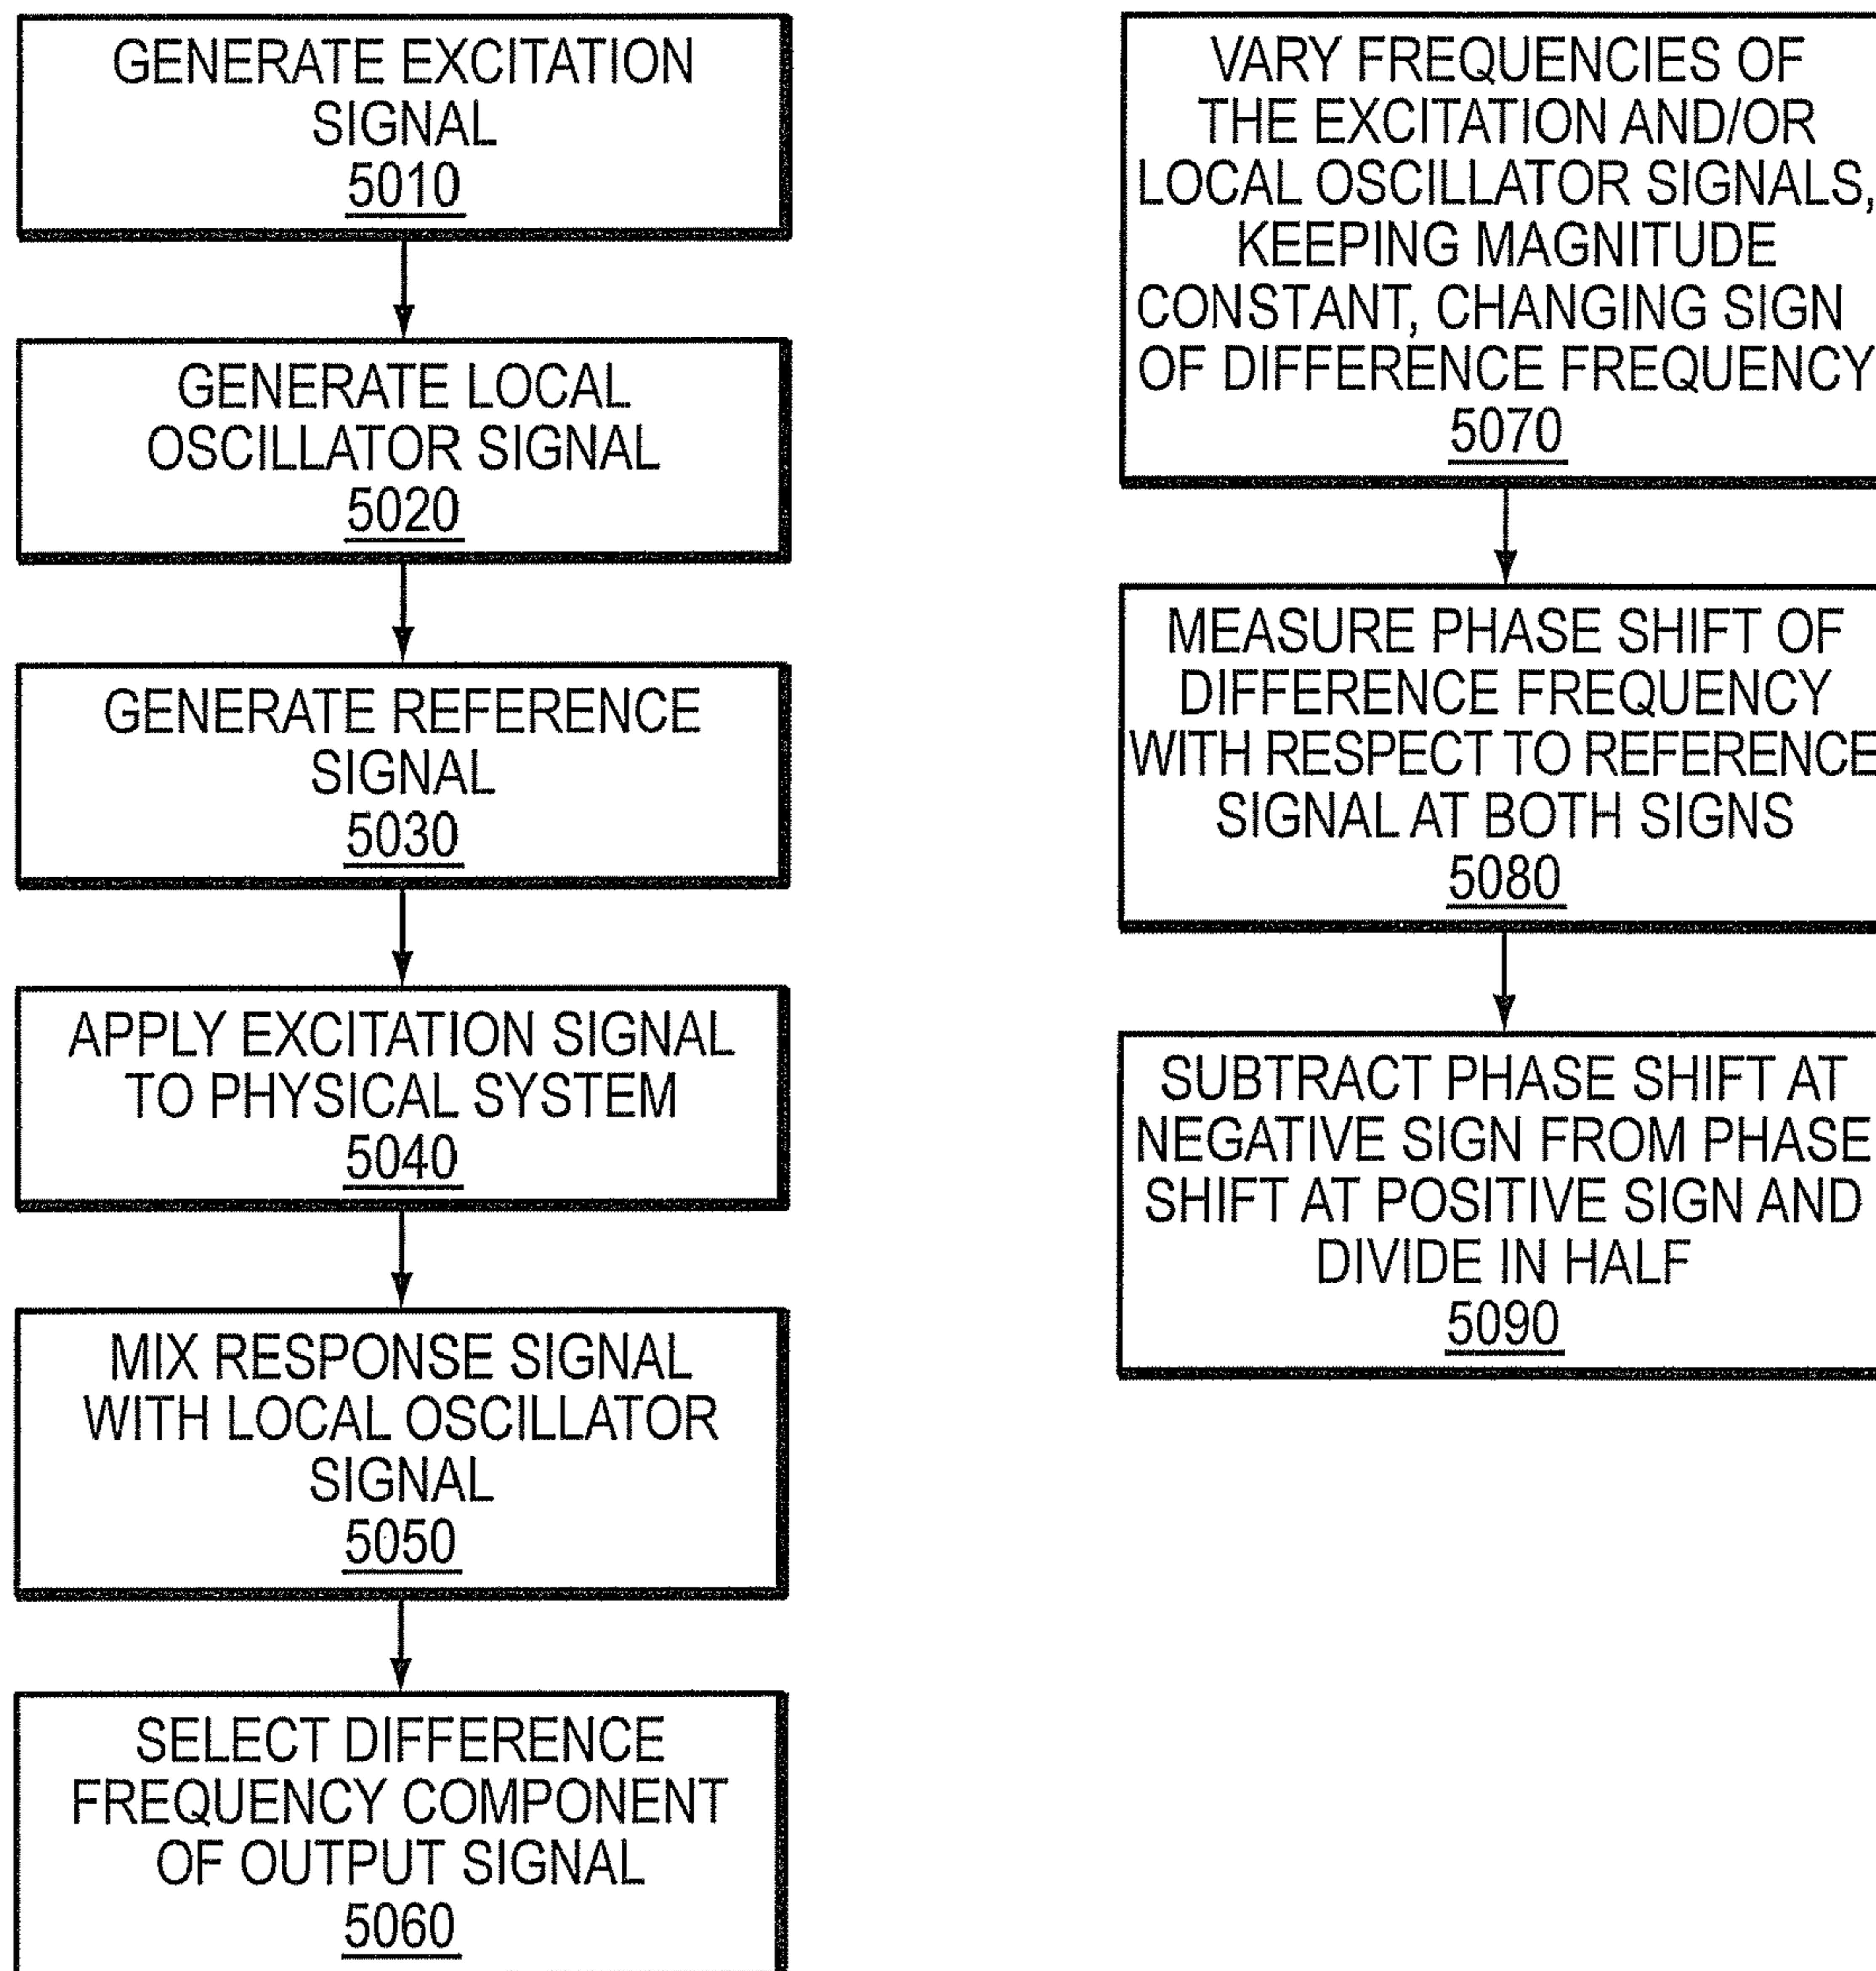 GENERATE EXCITATION
SIGNAL
5010
GENERATE LOCAL
OSCILLATOR SIGNAL
5020
GENERATE REFERENCE
SIGNAL
5030
APPLY EXCITATION SIGNAL
TO PHYSICAL SYSTEM
5040
MIX RESPONSE SIGNAL
WITH LOCAL OSCILLATOR
SIGNAL
5050
SELECT DIFFERENCE
FREQUENCY COMPONENT
OF OUTPUT SIGNAL
5060
VARY FREQUENCIES OF
THE EXCITATION AND/OR
LOCAL OSCILLATOR SIGNALS,
KEEPING MAGNITUDE
CONSTANT, CHANGING SIGN
OF DIFFERENCE FREQUENCY
5070
MEASURE PHASE SHIFT OF
DIFFERENCE FREQUENCY
WITH RESPECT TO REFERENCE
SIGNAL AT BOTH SIGNS
5080
SUBTRACT PHASE SHIFT AT
NEGATIVE SIGN FROM PHASE
SHIFT AT POSITIVE SIGN AND
DIVIDE IN HALF
5090